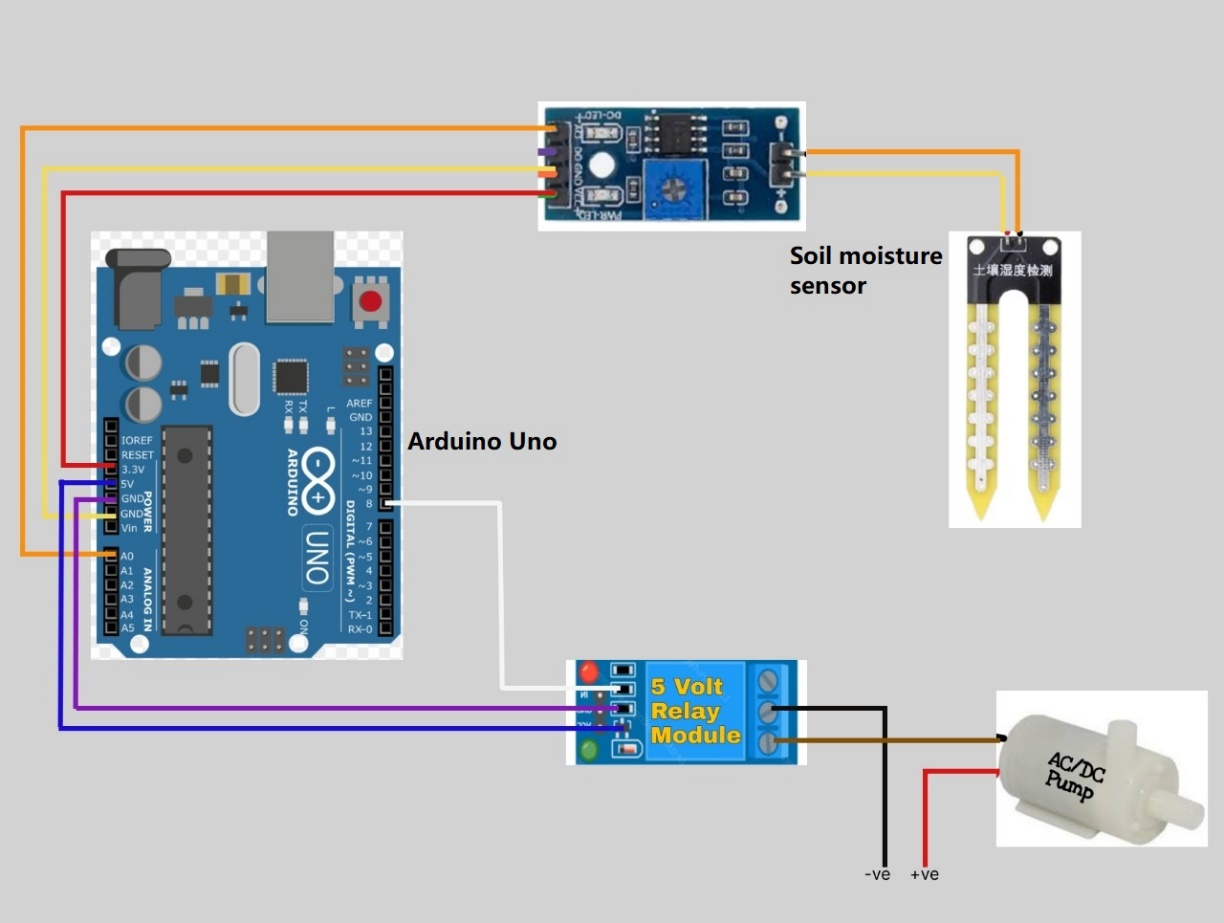 DO-LED
AO
DO
GND
VCC
PWR-LED
-
+
Soil moisture
sensor
土壤湿度检测
Arduino Uno
AREF
GND
13
12
~11
~10
~9
8
7
~6
~5
4
~3
2
TX-1
RX-0
DIGITAL (PWM ~)
IOREF
RESET
3.3V
5V
GND
GND
Vin
POWER
A0
A1
A2
A3
A4
A5
ANALOG IN
RX
TX
L
ARDUINO
UNO
ON
IN
GND
VCC
5 Volt
Relay
Module
AC/DC
Pump
-ve
+ve